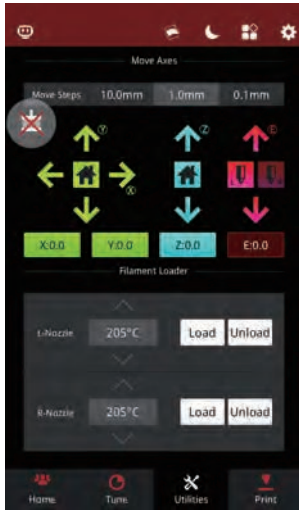 Move Axes
Move Steps 10.0mm 1.0mm 0.1mm
Y Z E
X
X:0.0 Y:0.0 Z:0.0 E:0.0
Filament Loader
L-Nozzle 205°C Load Unload
R-Nozzle 205°C Load Unload
Home Tune Utilities Print